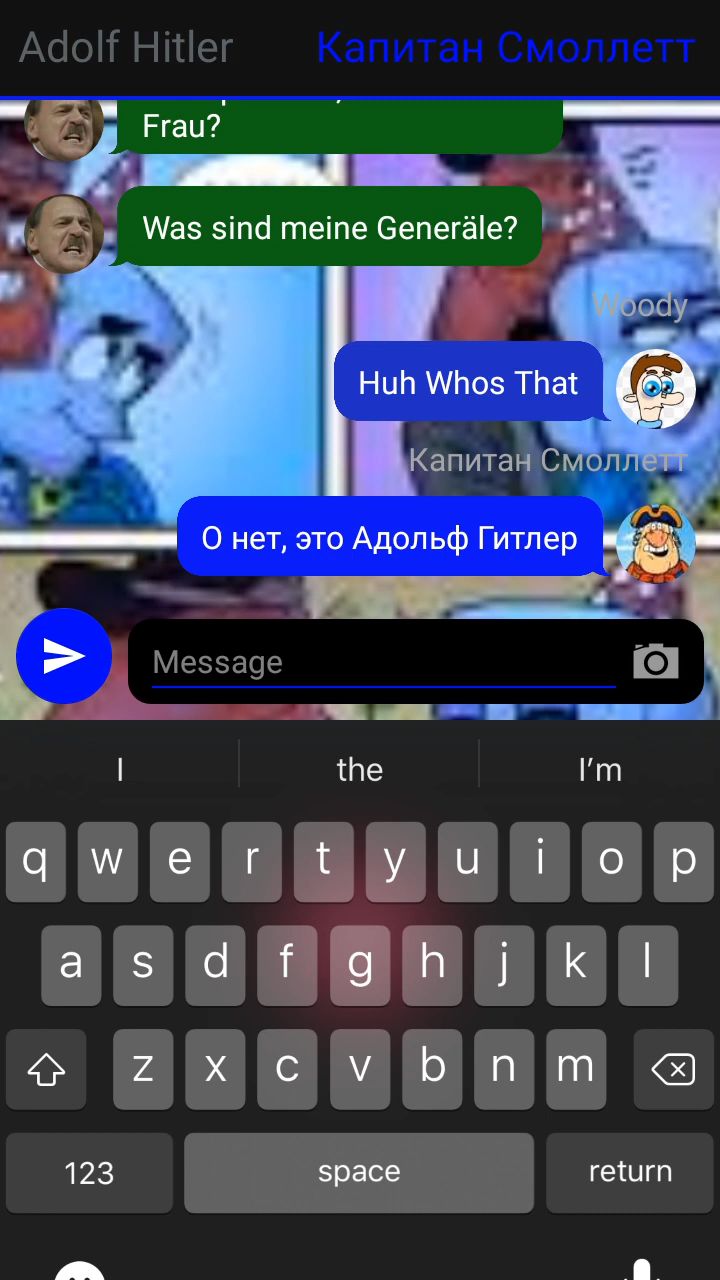 Adolf Hitler
Капитан Смоллетт
Frau?
Was sind meine Generäle?
Woody
Huh Whos That
Капитан Смоллетт
О нет, это Адольф Гитлер
Message
I
the
I’m
q w e r t y u i o p
a s d f g h j k l
z x c v b n m
123
space
return